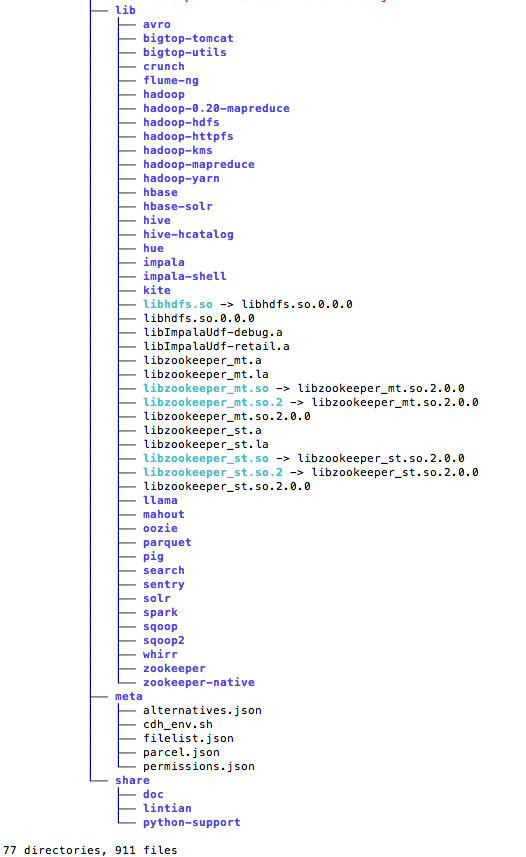 lib
avro
bigtop-tomcat
bigtop-utils
crunch
flume-ng
hadoop
hadoop-0.20-mapreduce
hadoop-hdfs
hadoop-httpfs
hadoop-kms
hadoop-mapreduce
hadoop-yarn
hbase
hbase-solr
hive
hive-hcatalog
hue
impala
impala-shell
kite
libhdfs.so -> libhdfs.so.0.0.0
libhdfs.so.0.0.0
libImpalaUdf-debug.a
libImpalaUdf-retail.a
libzookeeper_mt.a
libzookeeper_mt.la
libzookeeper_mt.so -> libzookeeper_mt.so.2.0.0
libzookeeper_mt.so.2 -> libzookeeper_mt.so.2.0.0
libzookeeper_mt.so.2.0.0
libzookeeper_st.a
libzookeeper_st.la
libzookeeper_st.so -> libzookeeper_st.so.2.0.0
libzookeeper_st.so.2 -> libzookeeper_st.so.2.0.0
libzookeeper_st.so.2.0.0
llama
mahout
oozie
parquet
pig
search
sentry
solr
spark
sqoop
sqoop2
whirr
zookeeper
zookeeper-native
meta
alternatives.json
cdh_env.sh
filelist.json
parcel.json
permissions.json
share
doc
lintian
python-support
77 directories, 911 files